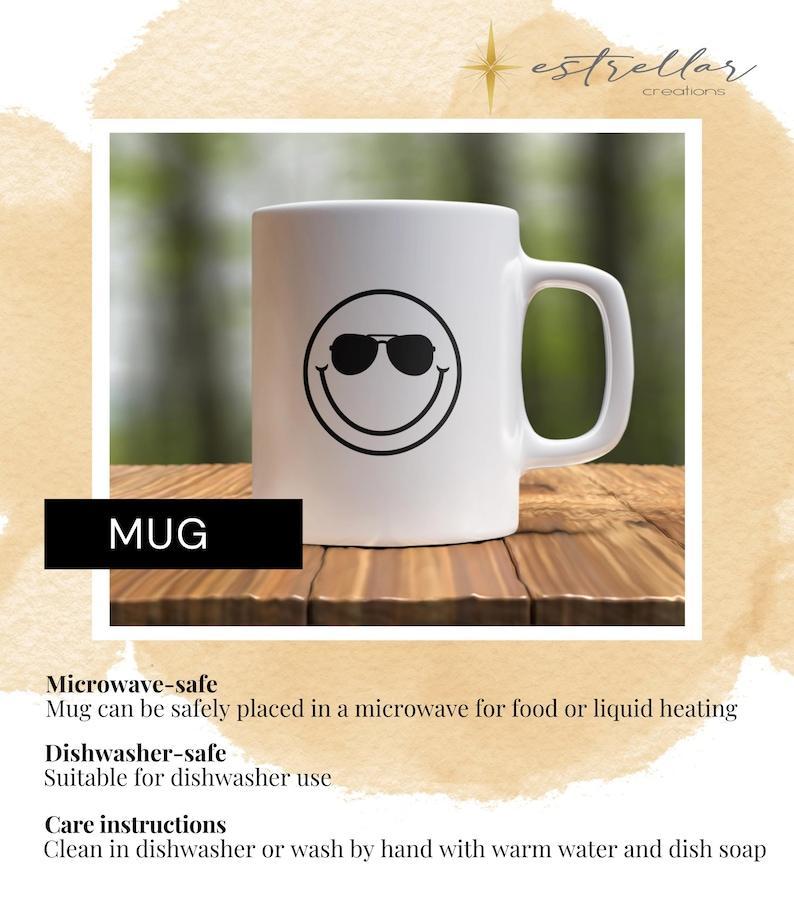 estrellar
creations
MUG
Microwave-safe
Mug can be safely placed in a microwave for food or liquid heating
Dishwasher-safe
Suitable for dishwasher use
Care instructions
Clean in dishwasher or wash by hand with warm water and dish soap